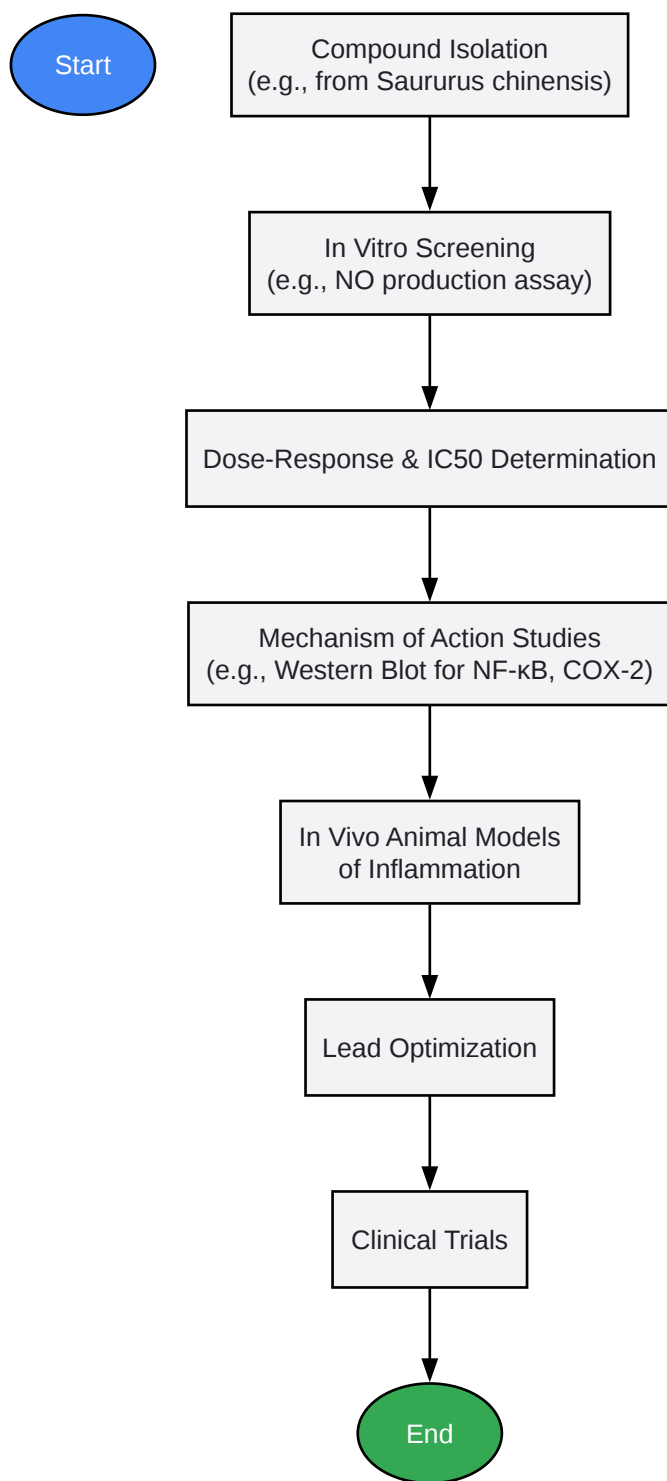 Start
Compound Isolation
(e.g., from Saururus chinensis)
In Vitro Screening
(e.g., NO production assay)
Dose-Response & IC50 Determination
Mechanism of Action Studies
(e.g., Western Blot for NF-κB, COX-2)
In Vivo Animal Models
of Inflammation
Lead Optimization
Clinical Trials
End